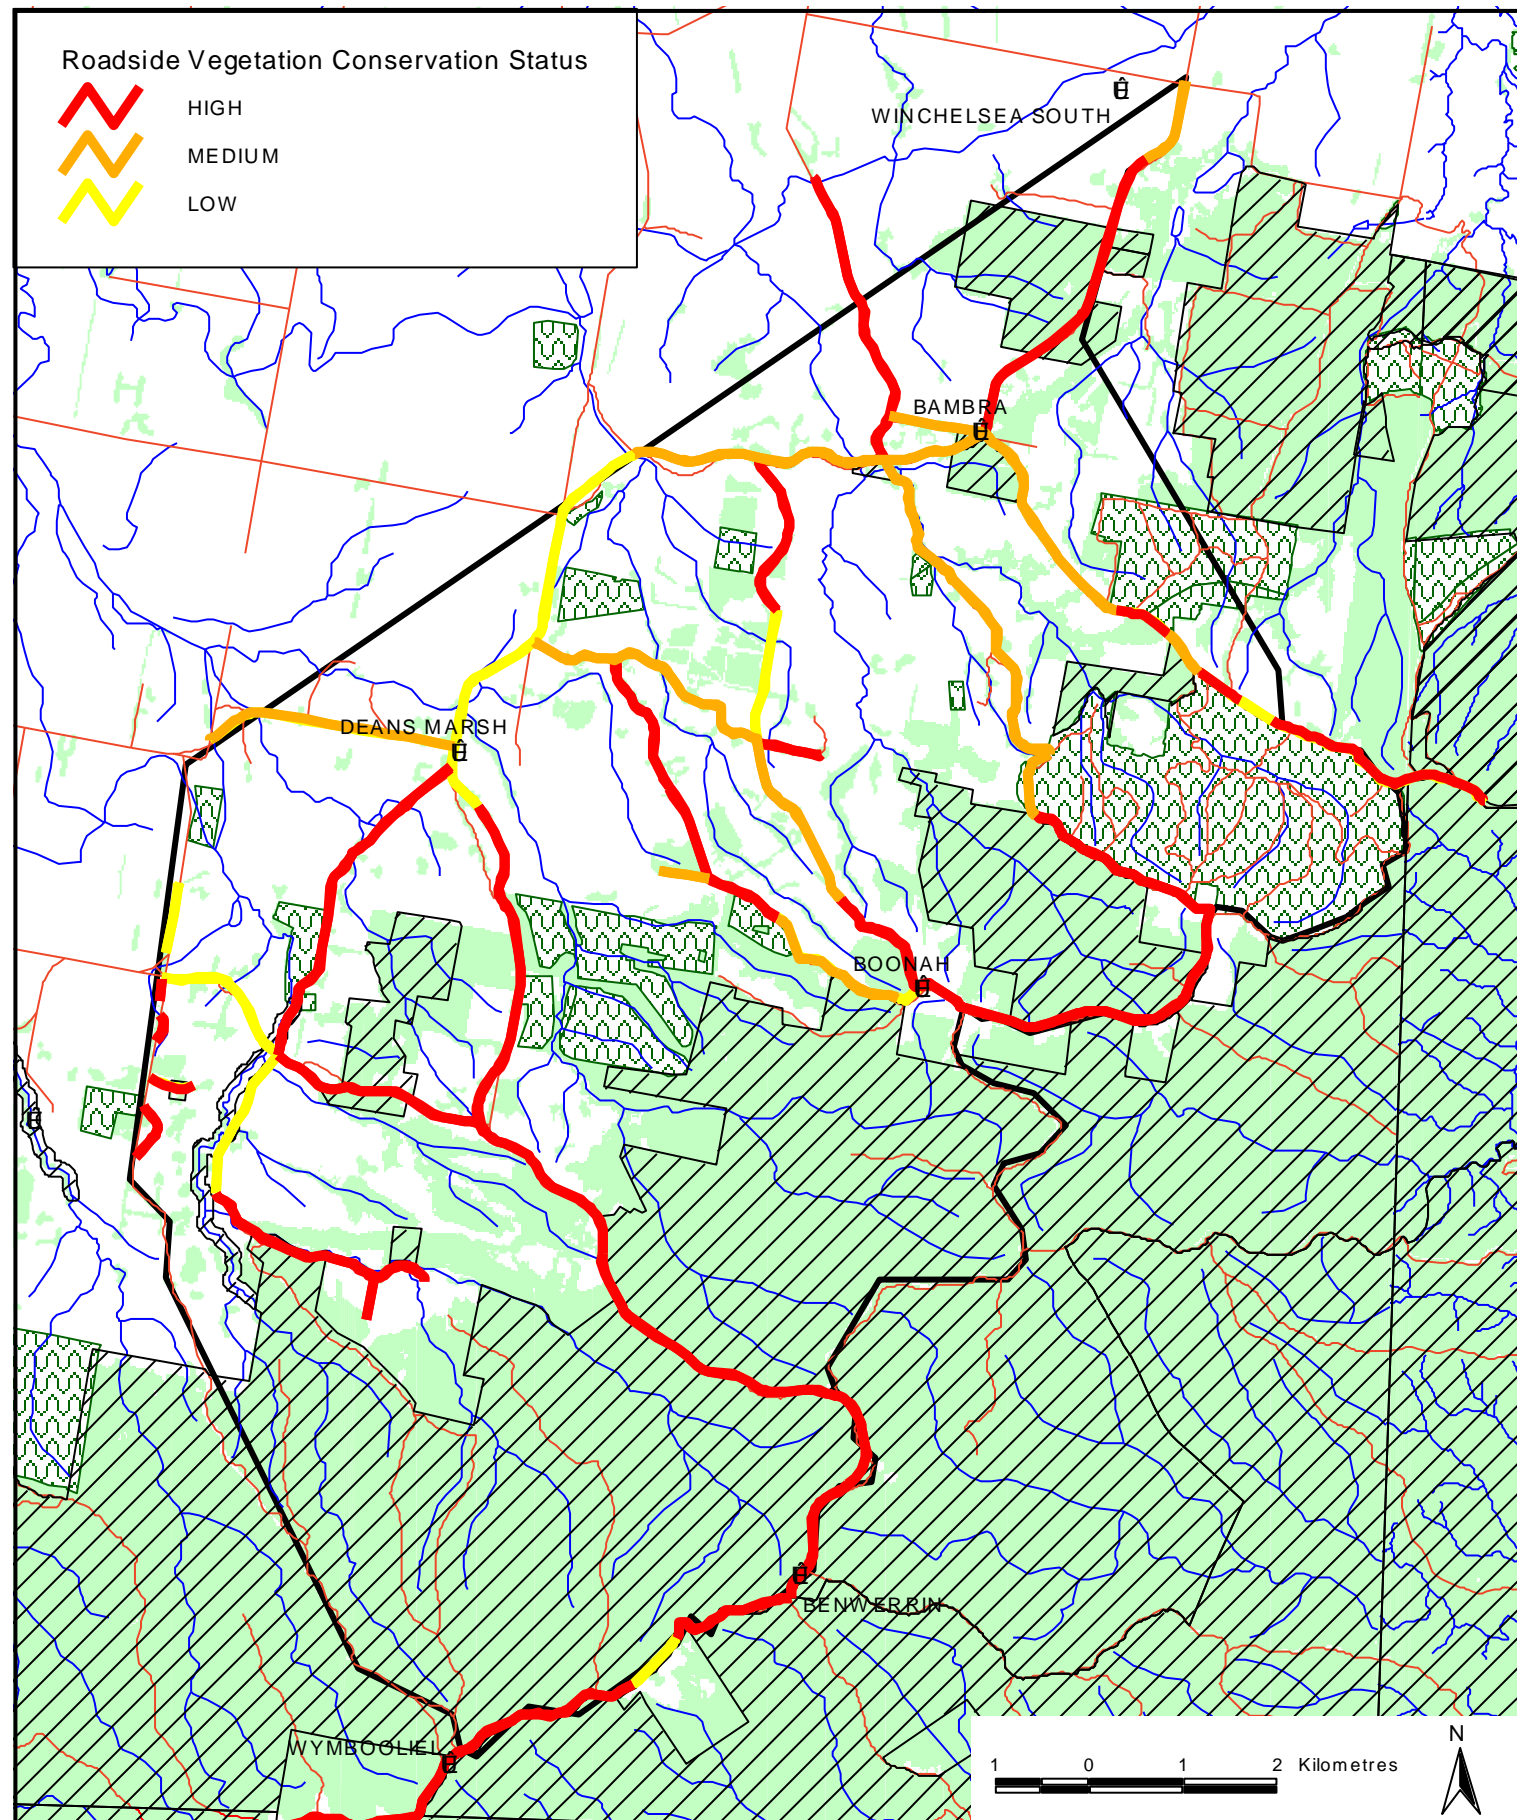 Roadside Vegetation Conservation Status
HIGH
MEDIUM
LOW
WINCHELSEA SOUTH
BAMBRA
DEANS MARSH
BOONAH
BENWERRIN
WYMBOOLIEL
N
1 0 1 2 Kilometres